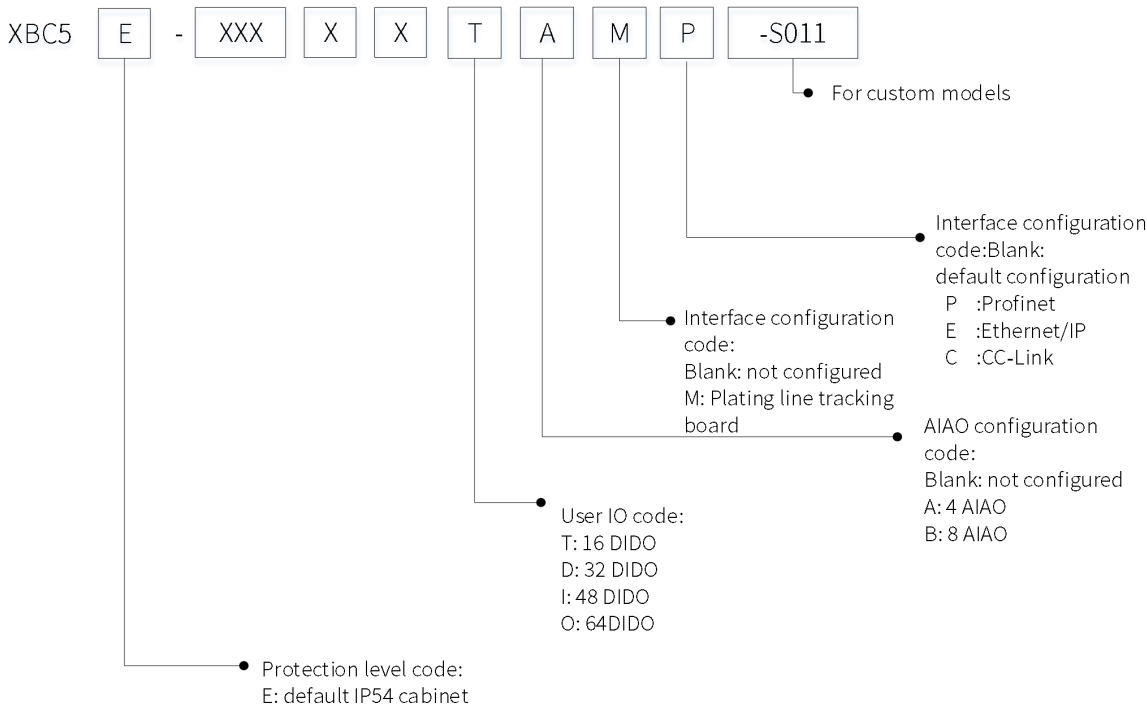 XBC5 E - XXX X X T A M P -S011
For custom models
Interface configuration
code:Blank:
default configuration
P :Profinet
E :Ethernet/IP
C :CC-Link
Interface configuration
code:
Blank: not configured
M: Plating line tracking
board
AIAO configuration
code:
Blank: not configured
A: 4 AIAO
B: 8 AIAO
User IO code:
T: 16 DIDO
D: 32 DIDO
I: 48 DIDO
O: 64DIDO
Protection level code:
E: default IP54 cabinet